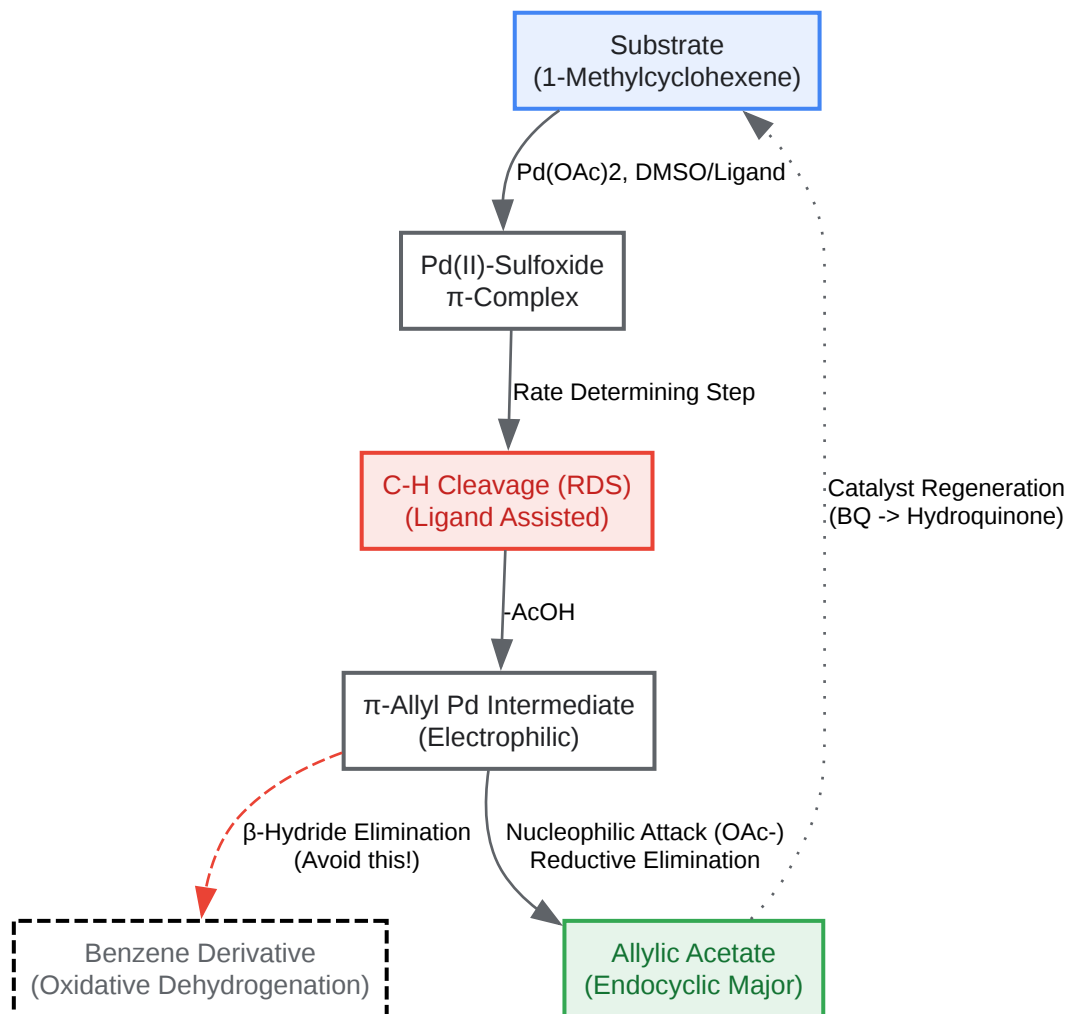 Substrate
(1-Methylcyclohexene)
Pd(OAc)2, DMSO/Ligand
Pd(II)-Sulfoxide
π-Complex
Rate Determining Step
C-H Cleavage (RDS)
(Ligand Assisted)
Catalyst Regeneration
(BQ -> Hydroquinone)
-AcOH
π-Allyl Pd Intermediate
(Electrophilic)
β-Hydride Elimination
(Avoid this!)
Nucleophilic Attack (OAc-)
Reductive Elimination
Benzene Derivative
(Oxidative Dehydrogenation)
Allylic Acetate
(Endocyclic Major)